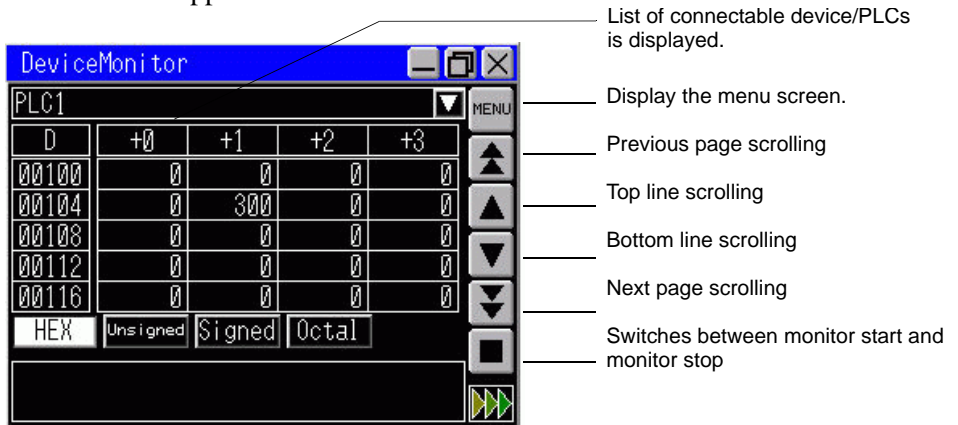 List of connectable device/PLCs
is displayed.
DeviceMonitor
PLC1
MENU
Display the menu screen.
D +0 +1 +2 +3
Previous page scrolling
00100 0 0 0 0
00104 0 300 0 0
Top line scrolling
00108 0 0 0 0
Bottom line scrolling
00112 0 0 0 0
00116 0 0 0 0
Next page scrolling
HEX Unsigned Signed Octal
Switches between monitor start and
monitor stop